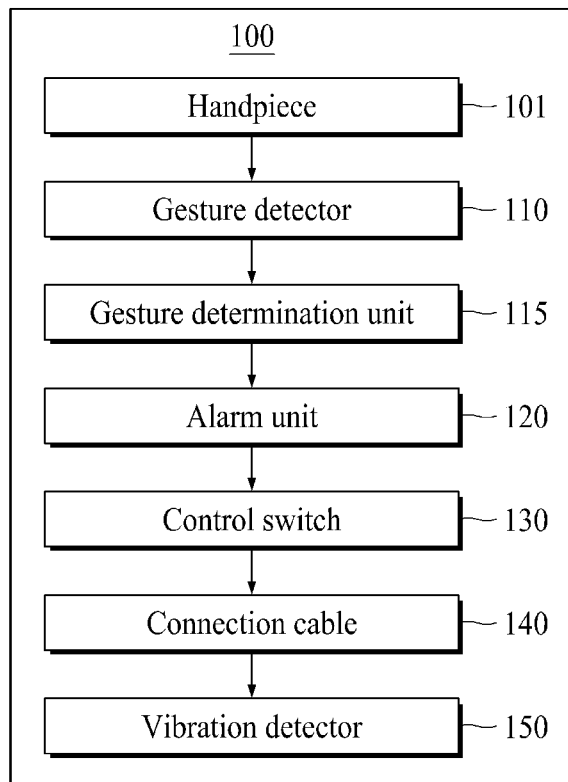 100
Handpiece 101
Gesture detector 110
Gesture determination unit 115
Alarm unit 120
Control switch 130
Connection cable 140
Vibration detector 150